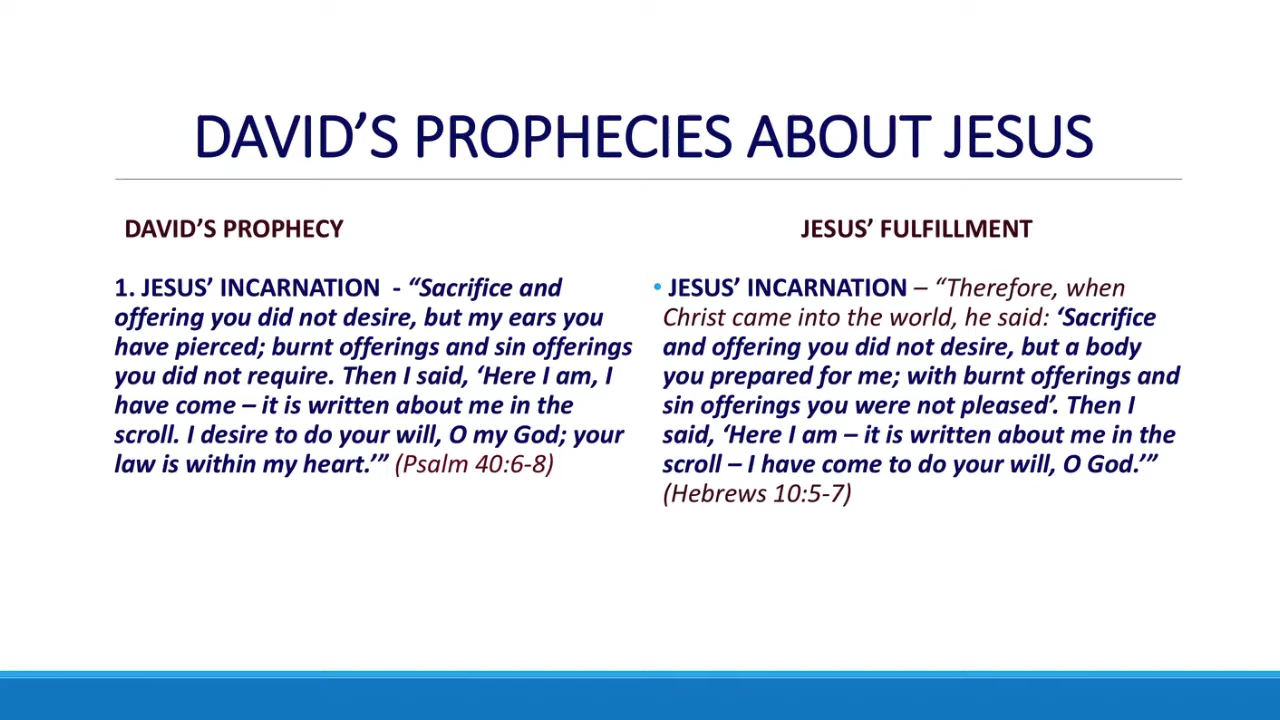 DAVID’S PROPHECIES ABOUT JESUS
DAVID’S PROPHECY
1. JESUS’ INCARNATION - “Sacrifice and
offering you did not desire, but my ears you
have pierced; burnt offerings and sin offerings
you did not require. Then I said, ‘Here I am, I
have come – it is written about me in the
scroll. I desire to do your will, O my God; your
law is within my heart.’” (Psalm 40:6-8)
JESUS’ FULFILLMENT
• JESUS’ INCARNATION – “Therefore, when
Christ came into the world, he said: ‘Sacrifice
and offering you did not desire, but a body
you prepared for me; with burnt offerings and
sin offerings you were not pleased’. Then I
said, ‘Here I am – it is written about me in the
scroll – I have come to do your will, O God.’”
(Hebrews 10:5-7)